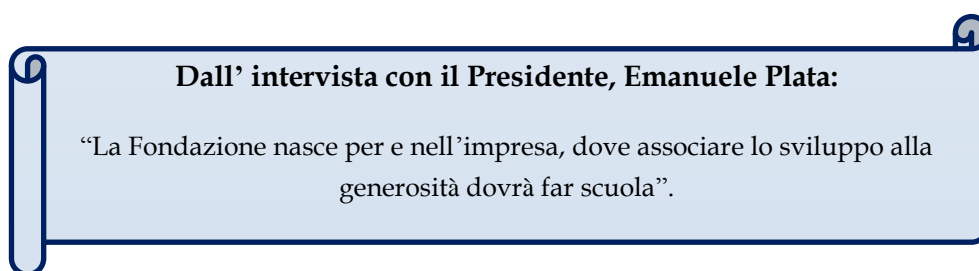 Dall’ intervista con il Presidente, Emanuele Plata:
“La Fondazione nasce per e nell’impresa, dove associare lo sviluppo alla
generosità dovrà far scuola”.